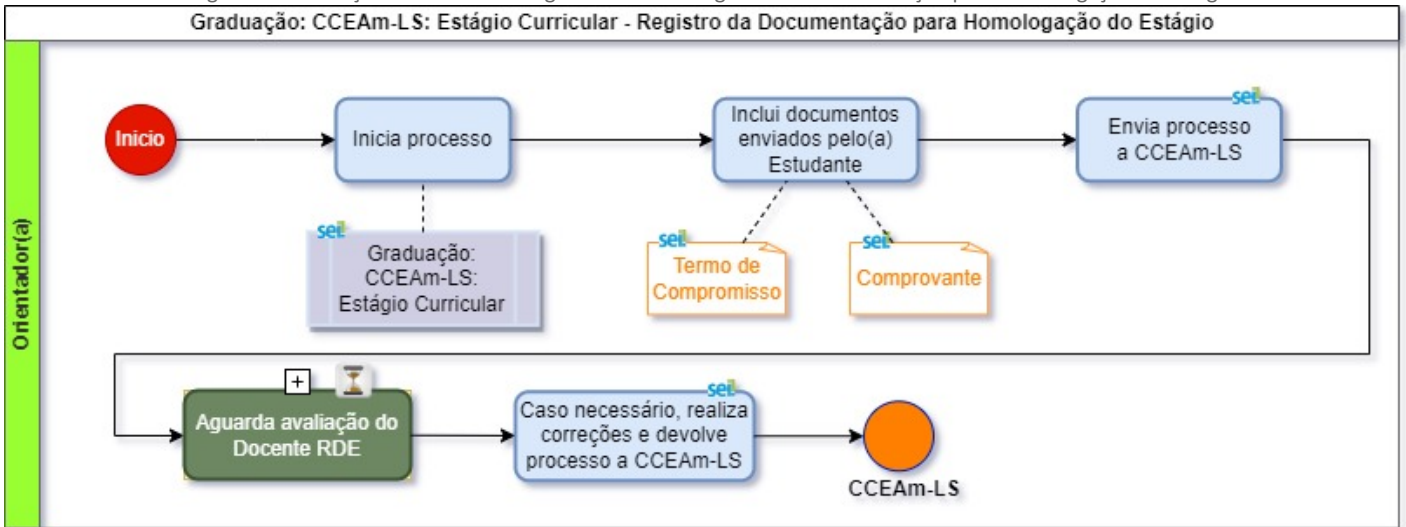 Graduação: CCEAm-LS: Estágio Curricular - Registro da Documentação para Homologação do Estágio
Orientador(a)
Início
Inicia processo
Inclui documentos
enviados pelo(a)
Estudante
sei!
Envia processo
a CCEAm-LS
sei!
Graduação:
CCEAm-LS:
Estágio Curricular
sei!
Termo de
Compromisso
sei!
Comprovante
+
Aguarda avaliação do
Docente RDE
sei!
Caso necessário, realiza
correções e devolve
processo a CCEAm-LS
CCEAm-LS